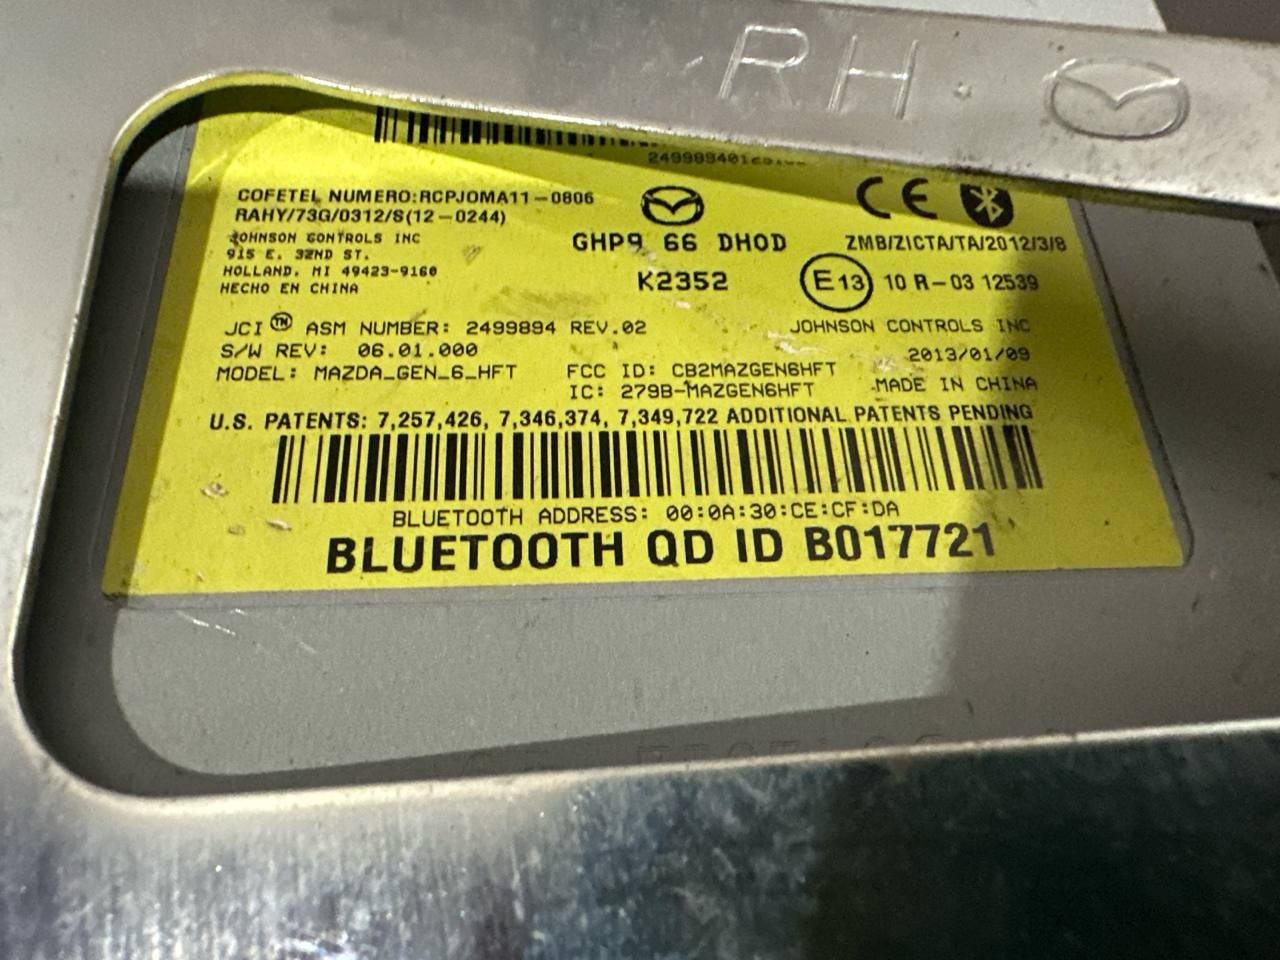 RH
COFETEL NUMERO:RCPJOMA11-0806
RAHY/73G/0312/S(12-0244)
JOHNSON CONTROLS INC
915 E. 32ND ST.
HOLLAND, MI 49423-9160
HECHO EN CHINA
GHP9 66 DH0D
K2352
CE
ZMB/ZICTA/TA/2012/3/8
E13 10 R-03 12539
JCI TM ASM NUMBER: 2499894 REV.02
S/W REV: 06.01.000
MODEL: MAZDA_GEN_6_HFT
FCC ID: CB2MAZGEN6HFT
IC: 279B-MAZGEN6HFT
JOHNSON CONTROLS INC
2013/01/09
MADE IN CHINA
U.S. PATENTS: 7,257,426, 7,346,374, 7,349,722 ADDITIONAL PATENTS PENDING
BLUETOOTH ADDRESS: 00:0A:30:CE:CF:DA
BLUETOOTH QD ID B017721